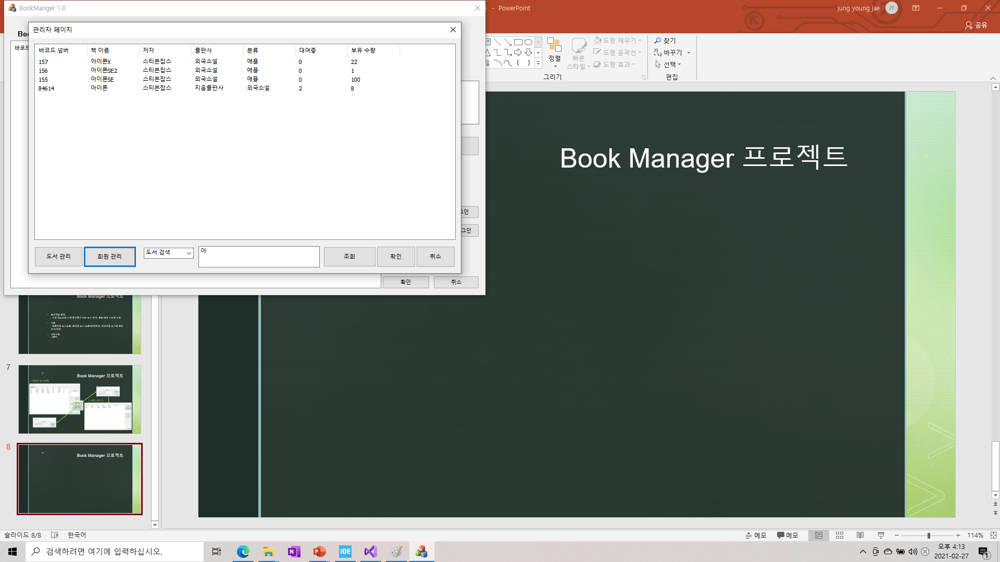 BookManger 1.0
PowerPoint
jung young jae
JY
공유
관리자 페이지
바코드 넘버 책 이름 저자 출판사 분류 대여중 보유 수량
157 아이폰X 스티븐잡스 외국소설 애플 0 22
156 아이폰SE2 스티븐잡스 외국소설 애플 0 1
155 아이폰SE 스티븐잡스 외국소설 애플 0 100
84614 아이폰 스티븐잡스 지음출판사 외국소설 2 8
도서 관리 회원 관리 도서 검색 아 조회 확인 취소
확인 취소
정렬
빠른
스타일
도형 채우기
도형 윤곽선
도형 효과
그리기
찾기
바꾸기
선택
편집
Book Manager 프로젝트
Book Manager 프로젝트
7
Book Manager 프로젝트
8
Book Manager 프로젝트
슬라이드 8/8 한국어
메모 메모 114%
검색하려면 여기에 입력하십시오.
IDE
오후 4:13
2021-02-27
1